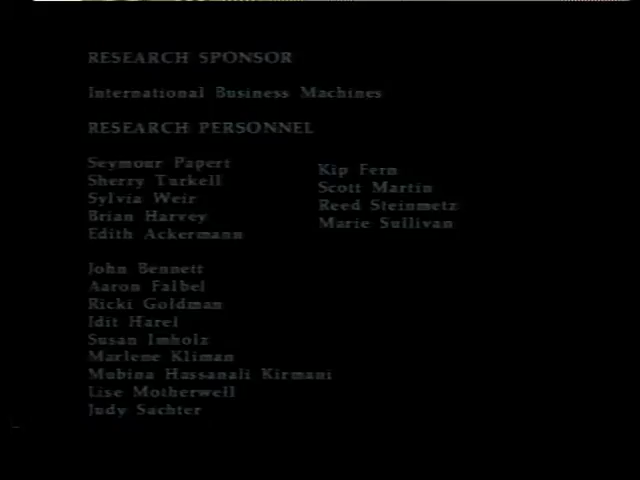 RESEARCH SPONSOR
International Business Machines
RESEARCH PERSONNEL
Seymour Papert
Sherry Turkell
Sylvia Weir
Brian Harvey
Edith Ackermann
Kip Fern
Scott Martin
Reed Steinmetz
Marie Sullivan
John Bennett
Aaron Falbel
Ricki Goldman
Idit Harel
Susan Imholz
Marlene Kliman
Mubina Hassanali Kirmani
Lise Motherwell
Judy Sachter